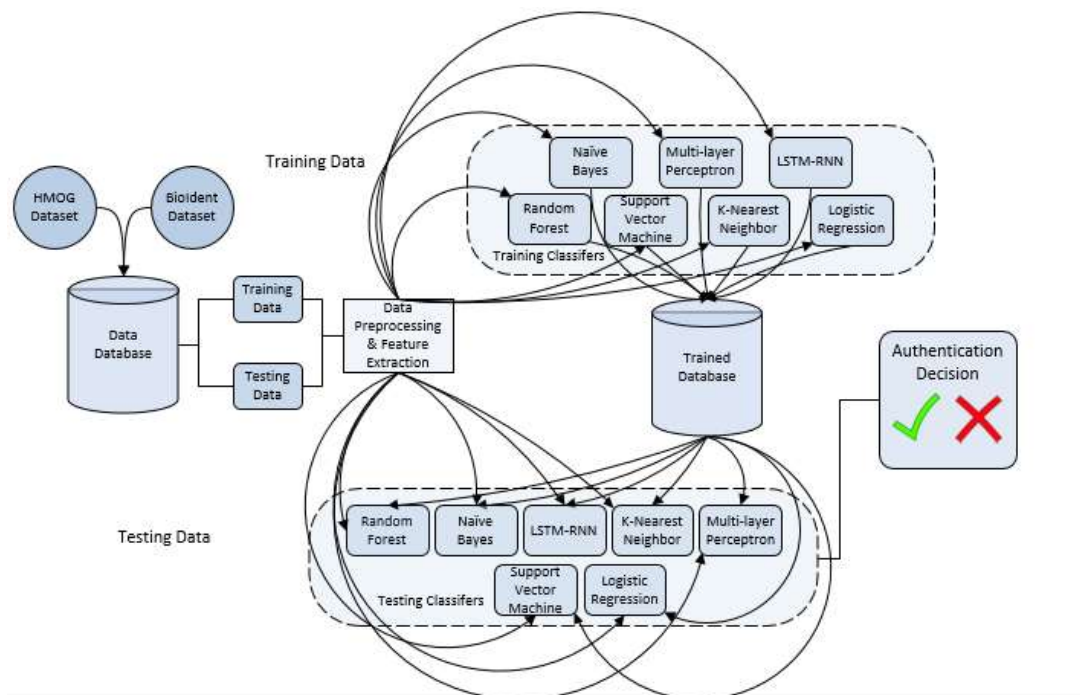 Training Data
HMOG
Dataset
BioIdent
Dataset
Naïve
Bayes
Multi-layer
Perceptron
LSTM-RNN
Random
Forest
Support
Vector
Machine
K-Nearest
Neighbor
Logistic
Regression
Training Classifers
Data
Database
Training
Data
Testing
Data
Data
Preprocessing
& Feature
Extraction
Trained
Database
Authentication
Decision
Testing Data
Random
Forest
Naïve
Bayes
LSTM-RNN
K-Nearest
Neighbor
Multi-layer
Perceptron
Support
Vector
Machine
Logistic
Regression
Testing Classifers